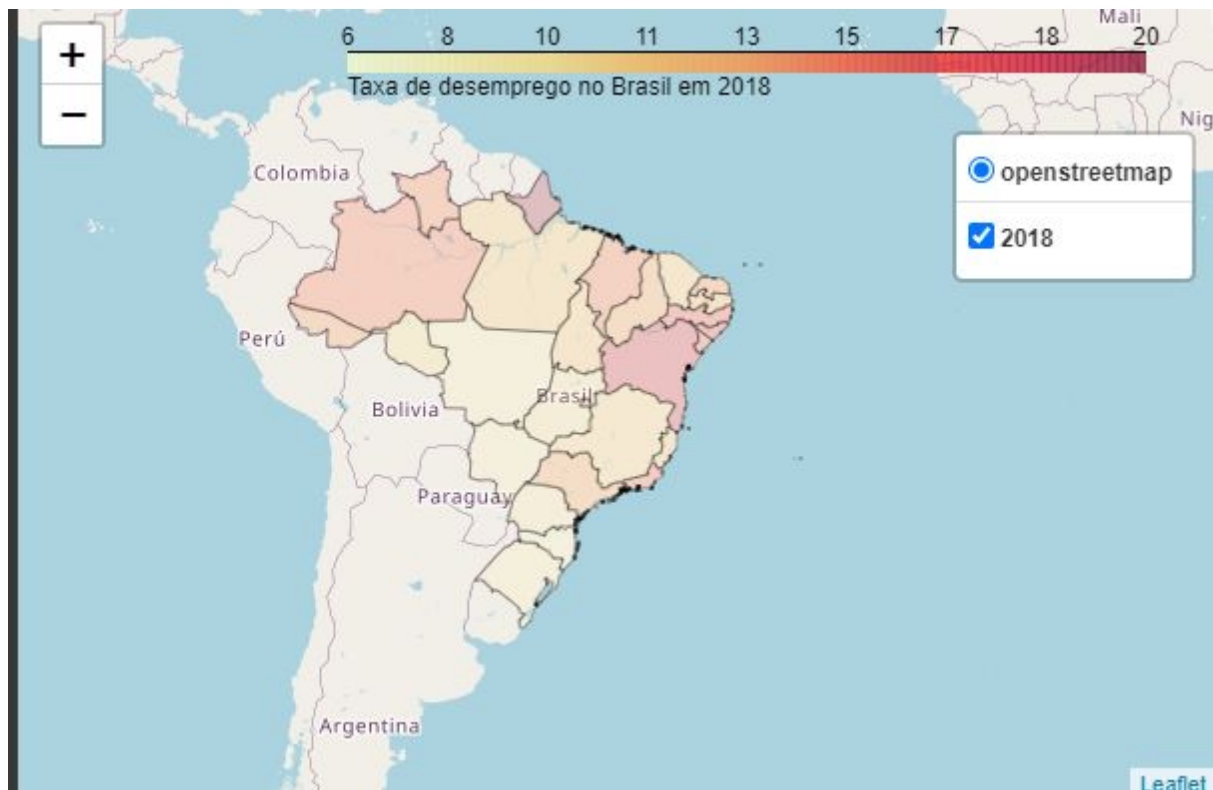 +
−
6 8 10 11 13 15 17 18 20
Taxa de desemprego no Brasil em 2018
Mali
Nig
openstreetmap
2018
Colombia
Perú
Brasil
Bolivia
Paraguay
Argentina
Leaflet